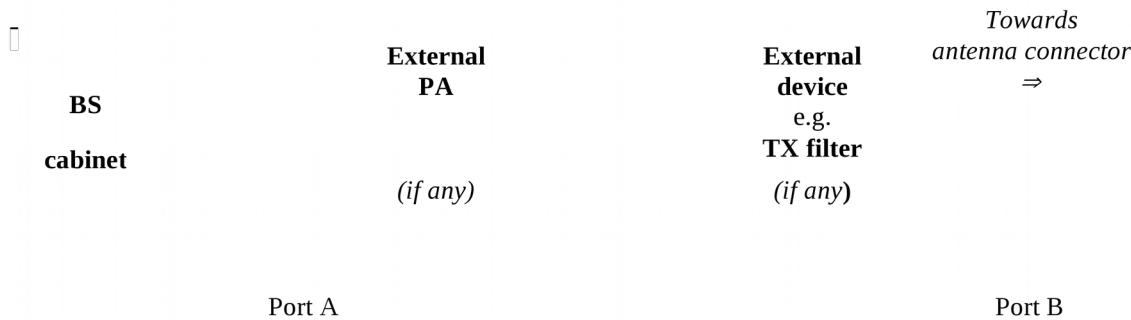 BS
cabinet
External
PA
(if any)
External
device
e.g.
TX filter
(if any)
Towards
antenna connector
⇒
Port A
Port B